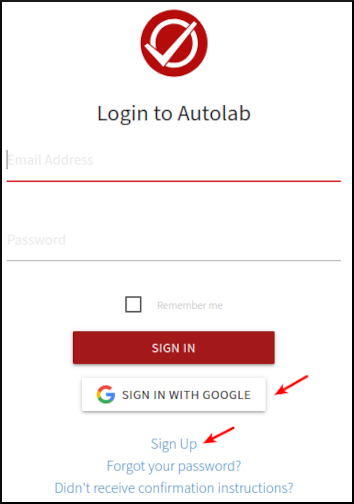 Login to Autolab
Email Address
Password
Remember me
SIGN IN
SIGN IN WITH GOOGLE
Sign Up
Forgot your password?
Didn't receive confirmation instructions?